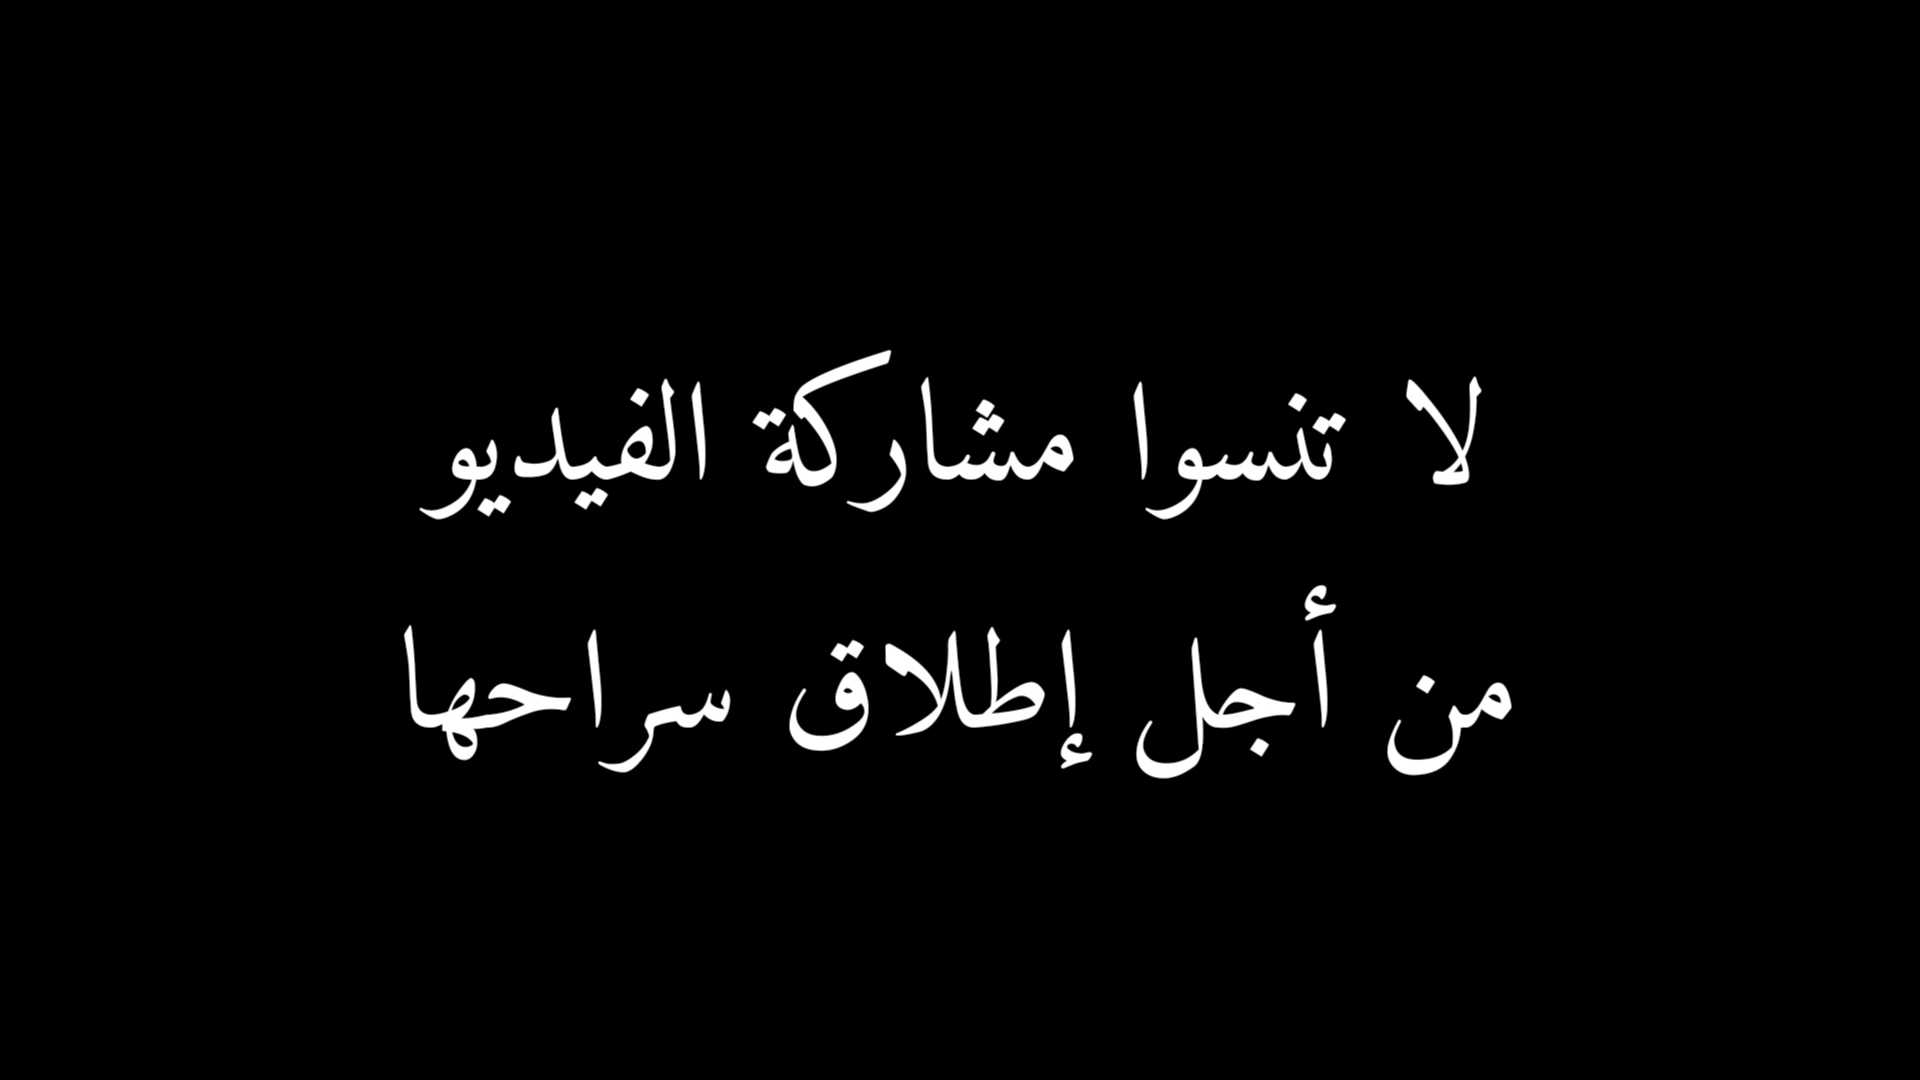 لا تنسوا مشاركة الفيديو
من أجل إطلاق سراحها